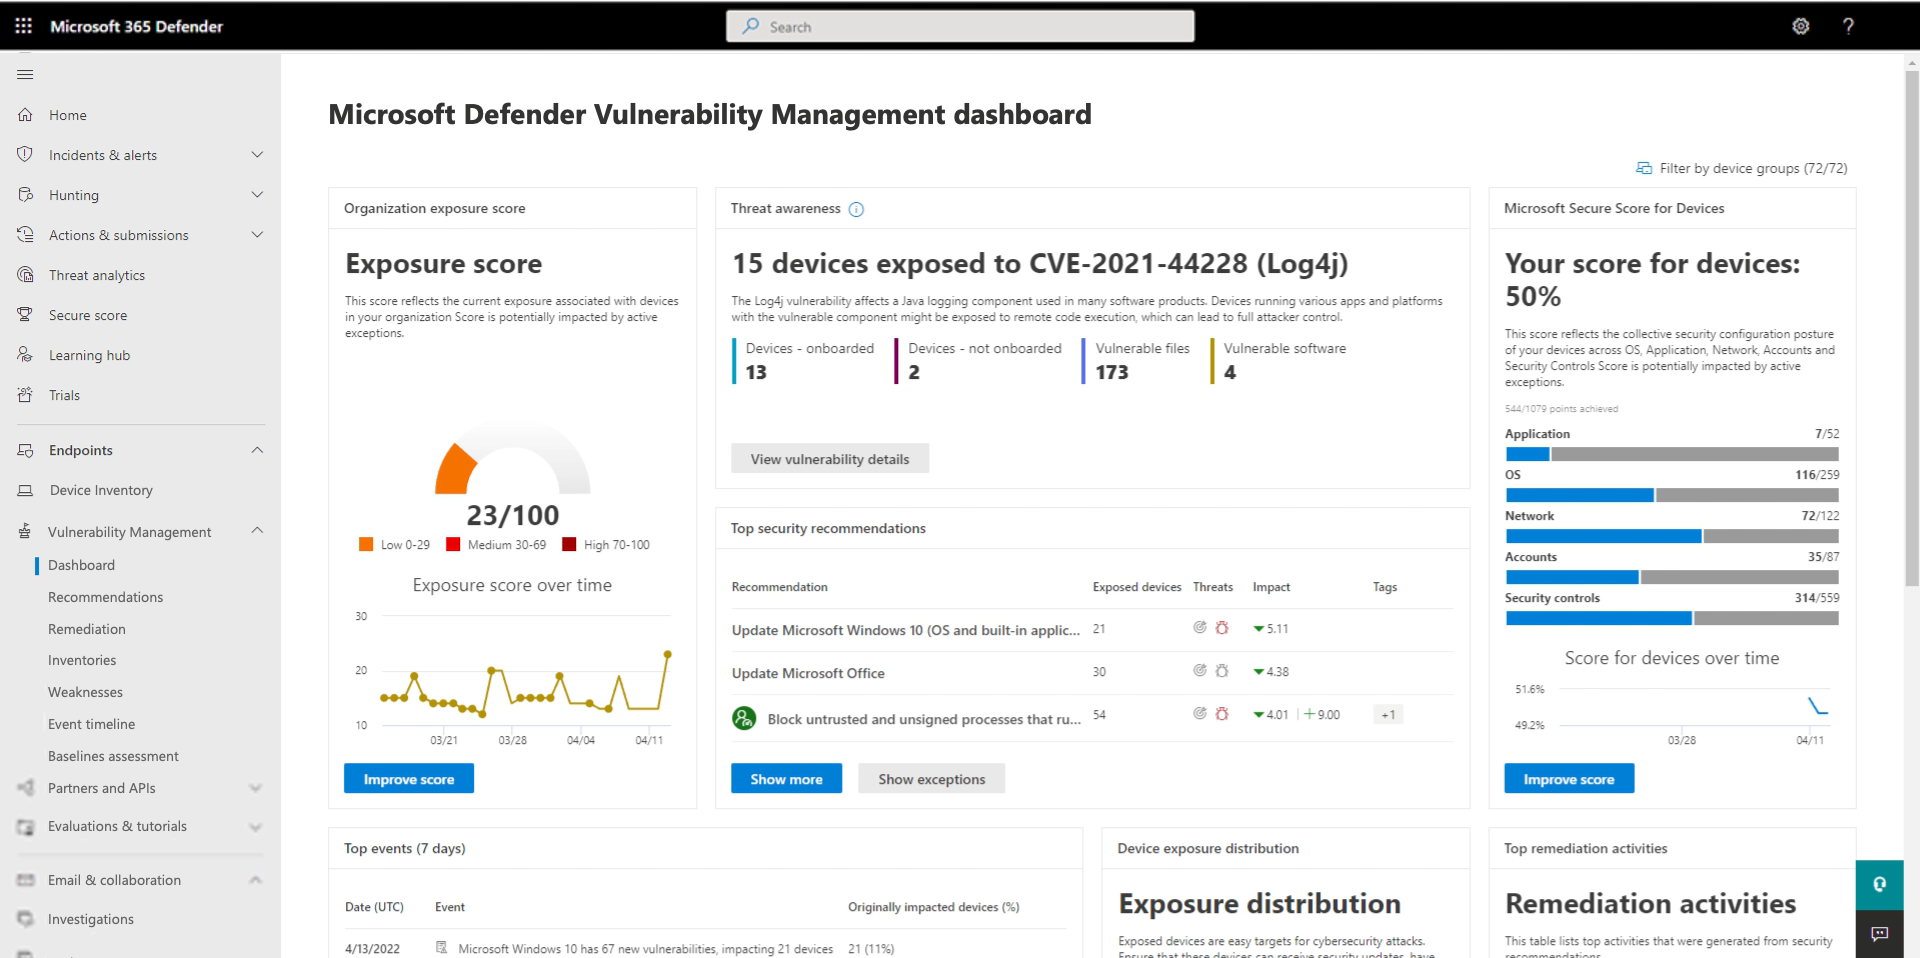 Microsoft 365 Defender
Search
?
Home
Incidents & alerts
Hunting
Actions & submissions
Threat analytics
Secure score
Learning hub
Trials
Endpoints
Device Inventory
Vulnerability Management
Dashboard
Recommendations
Remediation
Inventories
Weaknesses
Event timeline
Baselines assessment
Partners and APIs
Evaluations & tutorials
Email & collaboration
Investigations
Microsoft Defender Vulnerability Management dashboard
Filter by device groups (72/72)
Organization exposure score
Exposure score
This score reflects the current exposure associated with devices
in your organization Score is potentially impacted by active
exceptions.
23/100
Low 0-29 Medium 30-69 High 70-100
Exposure score over time
30
20
10
03/21 03/28 04/04 04/11
Improve score
Threat awareness
15 devices exposed to CVE-2021-44228 (Log4j)
The Log4j vulnerability affects a Java logging component used in many software products. Devices running various apps and platforms
with the vulnerable component might be exposed to remote code execution, which can lead to full attacker control.
Devices - onboarded Devices - not onboarded Vulnerable files Vulnerable software
13 2 173 4
View vulnerability details
Top security recommendations
Recommendation Exposed devices Threats Impact Tags
Update Microsoft Windows 10 (OS and built-in applic... 21 5.11
Update Microsoft Office 30 4.38
Block untrusted and unsigned processes that ru... 54 4.01 | +9.00 +1
Show more Show exceptions
Microsoft Secure Score for Devices
Your score for devices:
50%
This score reflects the collective security configuration posture
of your devices across OS, Application, Network, Accounts and
Security Controls Score is potentially impacted by active
exceptions.
544/1079 points achieved
Application 7/52
OS 116/259
Network 72/122
Accounts 35/87
Security controls 314/559
Score for devices over time
51.6%
49.2%
03/28 04/11
Improve score
Top events (7 days)
Date (UTC) Event Originally impacted devices (%)
4/13/2022 Microsoft Windows 10 has 67 new vulnerabilities, impacting 21 devices 21 (11%)
Device exposure distribution
Exposure distribution
Exposed devices are easy targets for cybersecurity attacks.
Ensure that these devices can receive security updates, have
Top remediation activities
Remediation activities
This table lists top activities that were generated from security
recommendations.